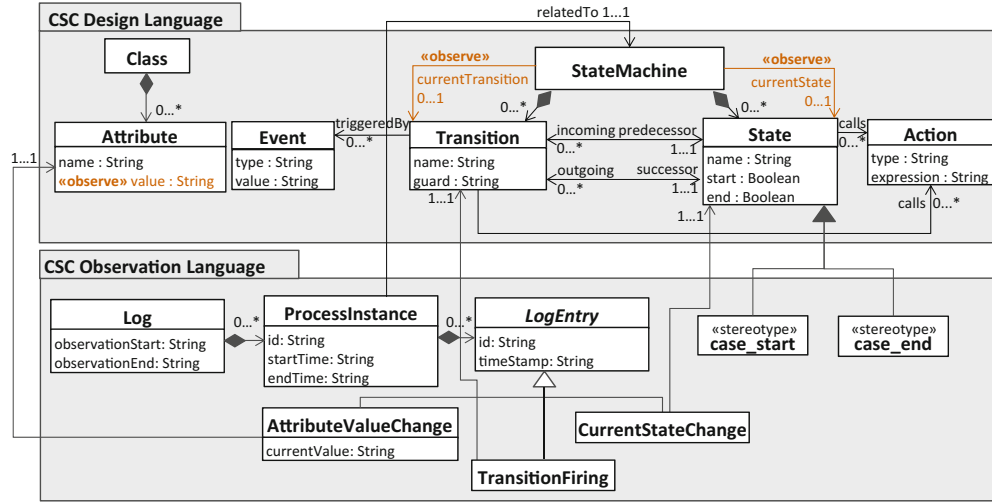 relatedTo 1...1
CSC Design Language
Class
0...*
«observe»
currentTransition
0...1
StateMachine
«observe»
currentState
0...1
0...*
0...*
Attribute
name : String
«observe» value : String
1...1
Event
type : String
value : String
triggeredBy
0...*
Transition
name: String
guard : String
1...1
incoming predecessor
0...*
1...1
outgoing
successor
0...*
1...1
State
name : String
start : Boolean
end : Boolean
1...1
calls
0...*
Action
type : String
expression : String
calls
0...*
CSC Observation Language
Log
observationStart: String
observationEnd: String
0...*
ProcessInstance
id: String
startTime: String
endTime: String
0...*
LogEntry
id: String
timeStamp: String
«stereotype»
case_start
«stereotype»
case_end
AttributeValueChange
currentValue: String
TransitionFiring
CurrentStateChange